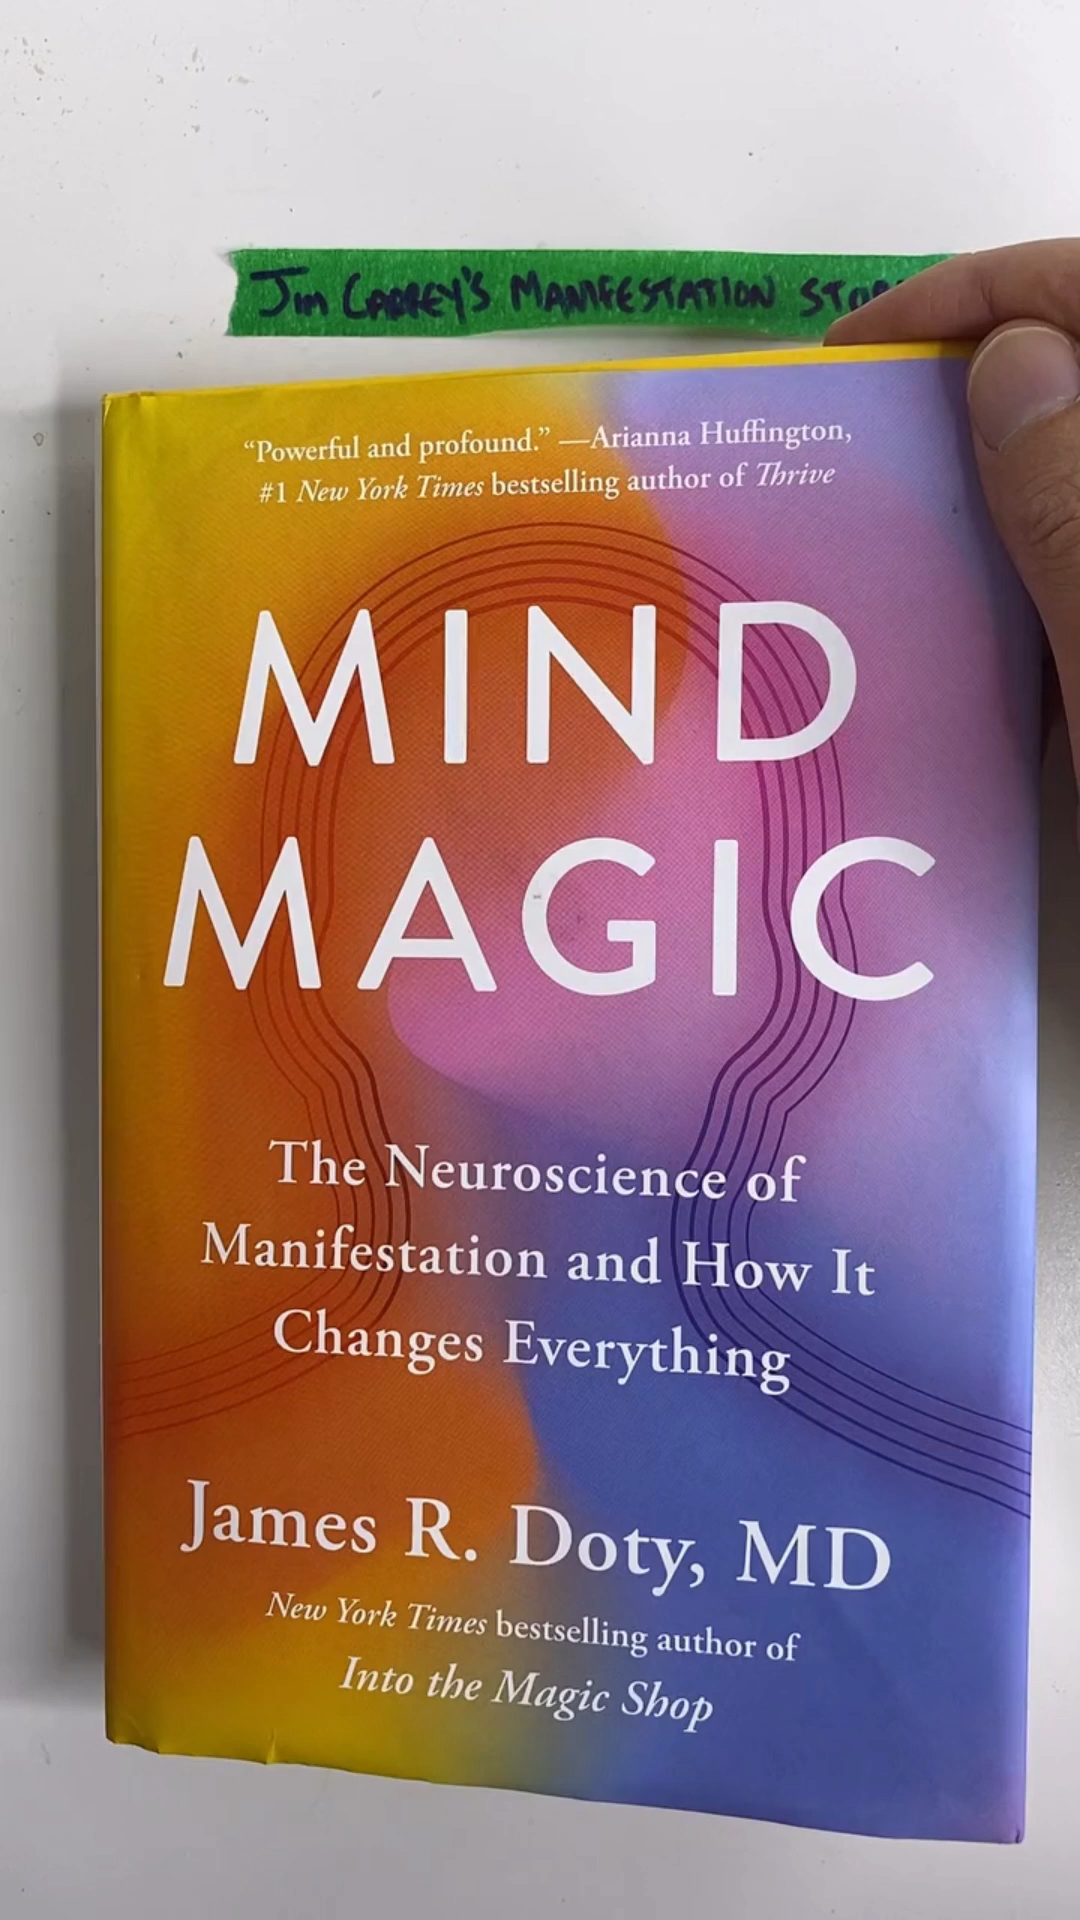 Jim CARREY'S MANIFESTATION
“Powerful and profound.” —Arianna Huffington,
#1 New York Times bestselling author of Thrive
MIND
MAGIC
The Neuroscience of
Manifestation and How It
Changes Everything
James R. Doty, MD
New York Times bestselling author of
Into the Magic Shop